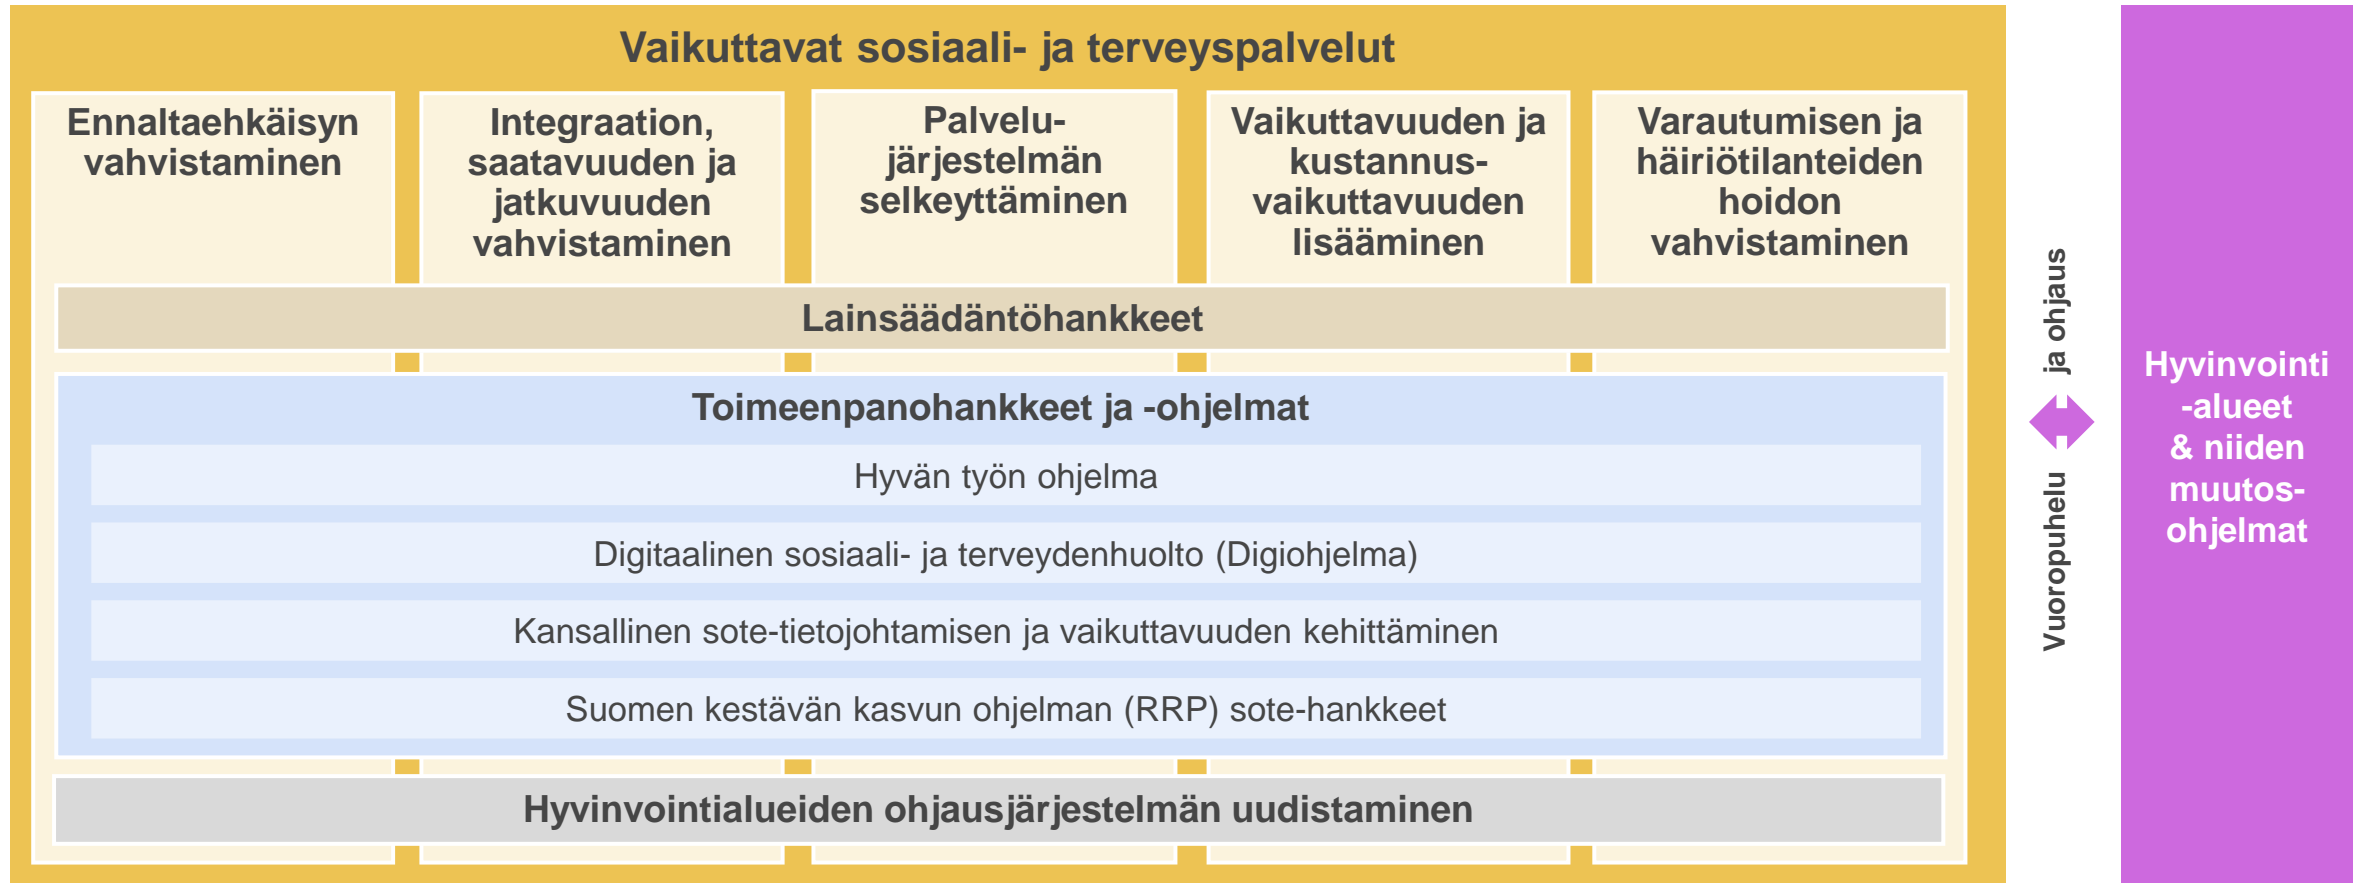 Vaikuttavat sosiaali- ja terveyspalvelut
Ennaltaehkäisyn
vahvistaminen
Integraation,
saatavuuden ja
jatkuvuuden
vahvistaminen
Palvelu-
järjestelmän
selkeyttäminen
Vaikuttavuuden ja
kustannus-
vaikuttavuuden
lisääminen
Varautumisen ja
häiriötilanteiden
hoidon
vahvistaminen
Lainsäädäntöhankkeet
Toimeenpanohankkeet ja -ohjelmat
Hyvän työn ohjelma
Digitaalinen sosiaali- ja terveydenhuolto (Digiohjelma)
Kansallinen sote-tietojohtamisen ja vaikuttavuuden kehittäminen
Suomen kestävän kasvun ohjelman (RRP) sote-hankkeet
Hyvinvointialueiden ohjausjärjestelmän uudistaminen
Vuoropuhelu ja ohjaus
Hyvinvointi
-alueet
& niiden
muutos-
ohjelmat